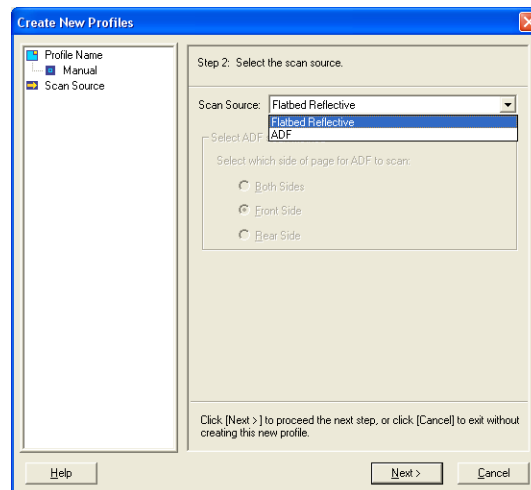 Create New Profiles
Profile Name
Manual
Scan Source
Step 2: Select the scan source.
Scan Source: Flatbed Reflective
Flatbed Reflective
ADF
Select ADF
Select which side of page for ADF to scan:
Both Sides
Front Side
Rear Side
Click [Next >] to proceed the next step, or click [Cancel] to exit without
creating this new profile.
Help
Next >
Cancel